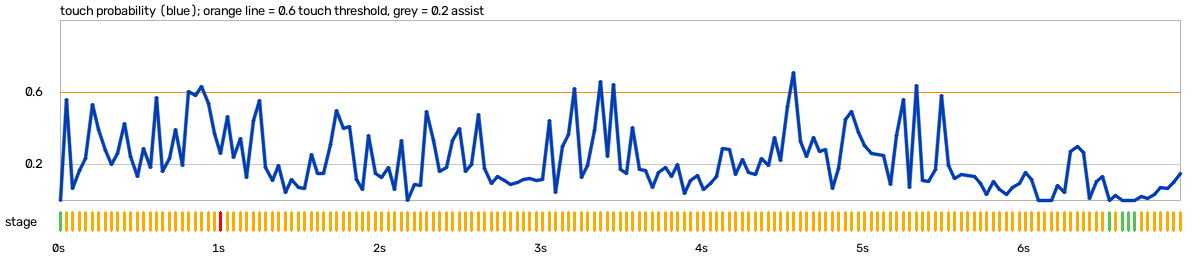 touch probability (blue); orange line = 0.6 touch threshold, grey = 0.2 assist
0.6
0.2
stage
0s 1s 2s 3s 4s 5s 6s